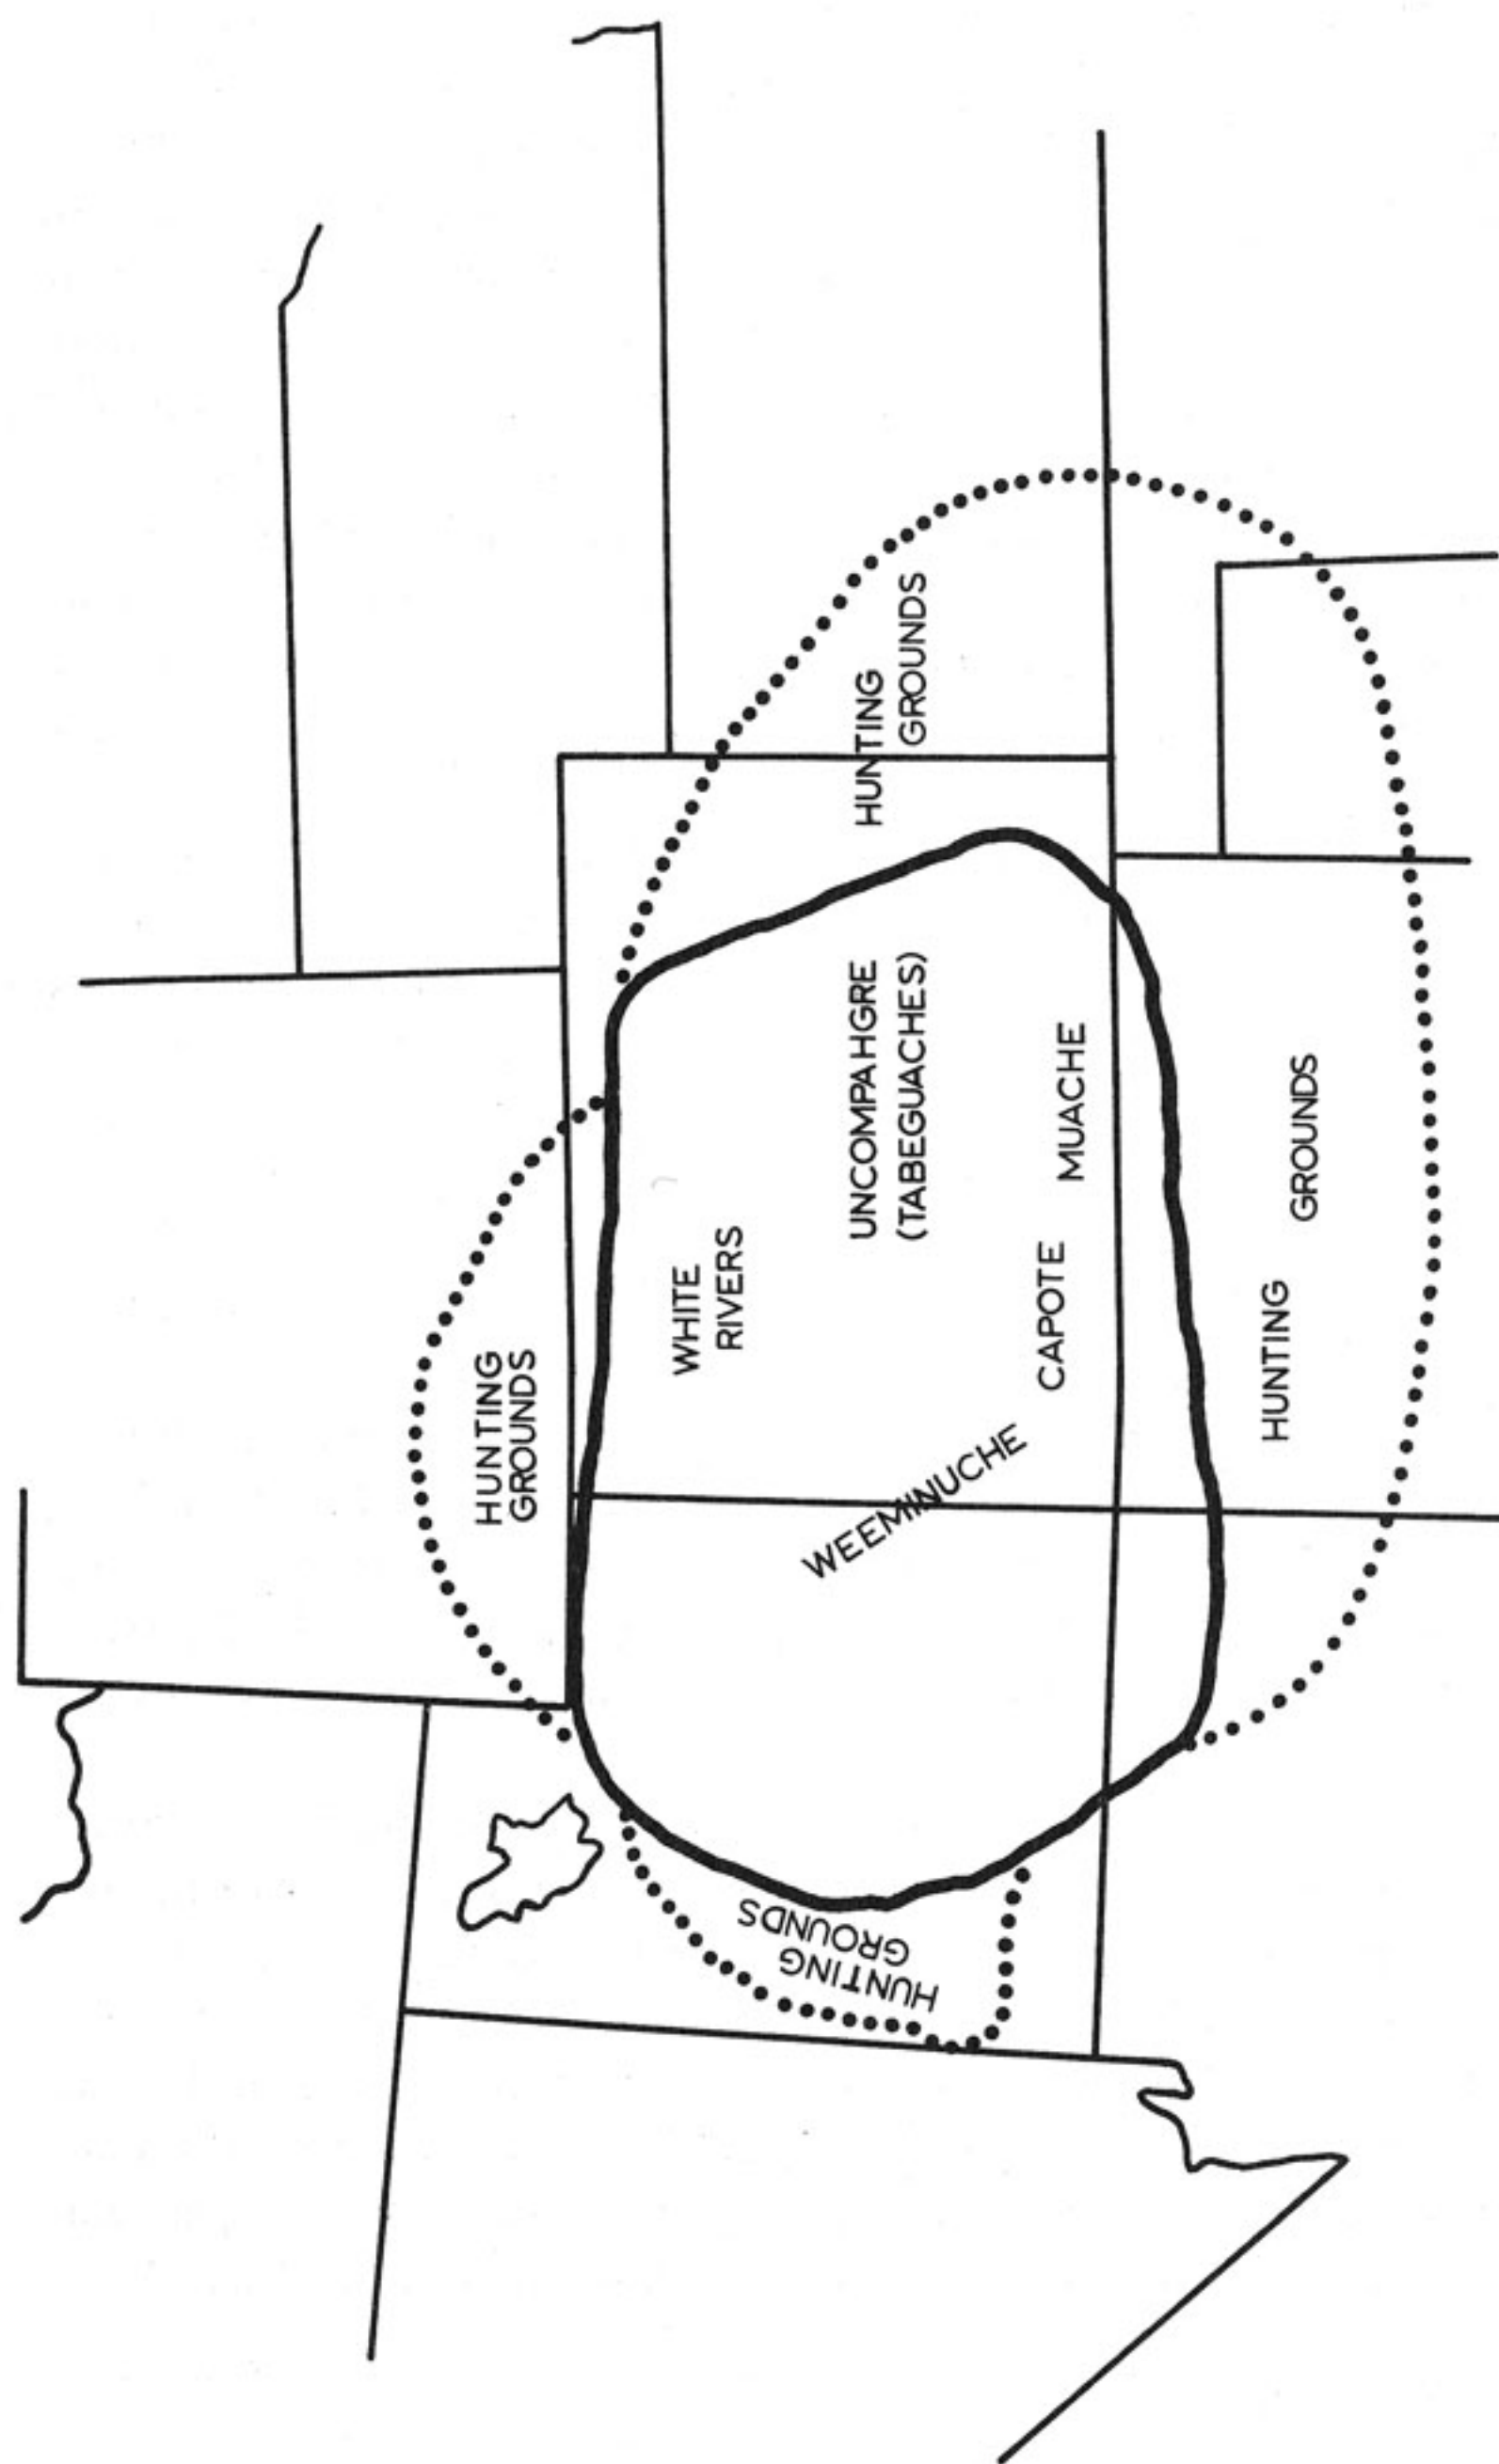 HUNTING
GROUNDS
HUNTING
GROUNDS
HUNTING
GROUNDS
WHITE
RIVERS
UNCOMPAHGRE
(TABEGUACHES)
WEEMINUCHE
CAPOTE
MUACHE
HUNTING
GROUNDS